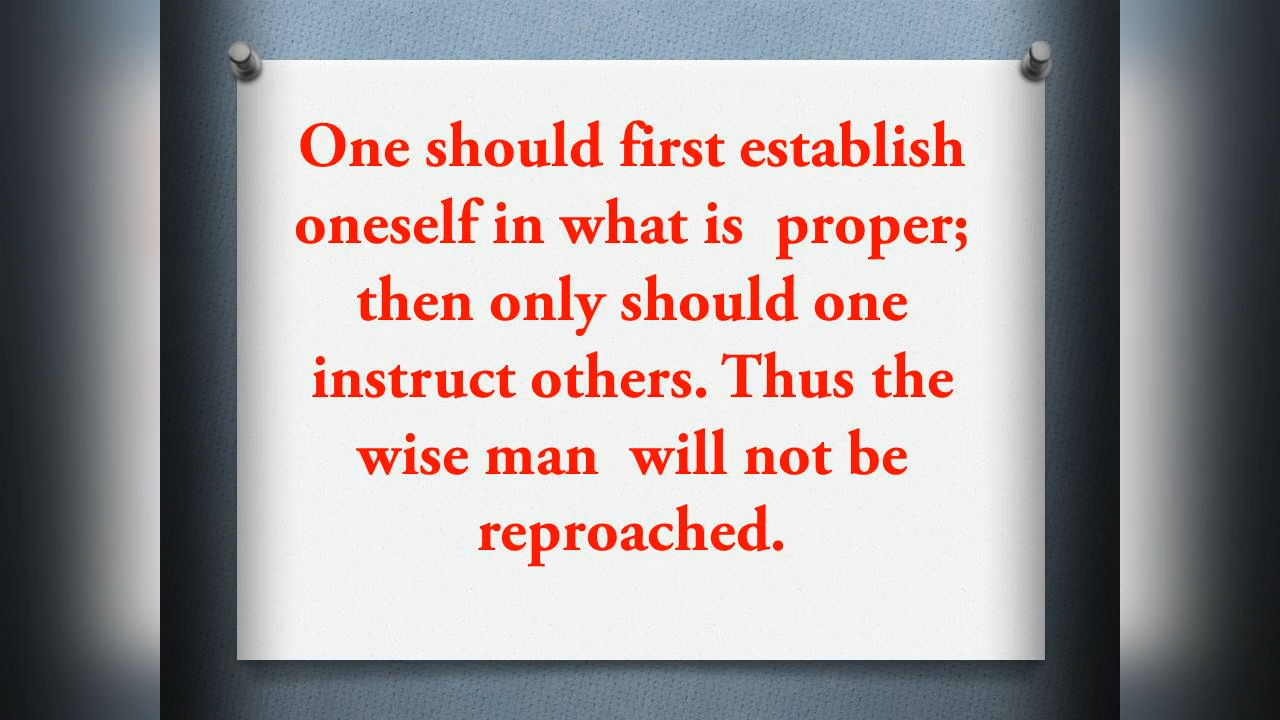 One should first establish
oneself in what is  proper;
then only should one
instruct others. Thus the
wise man  will not be
reproached.